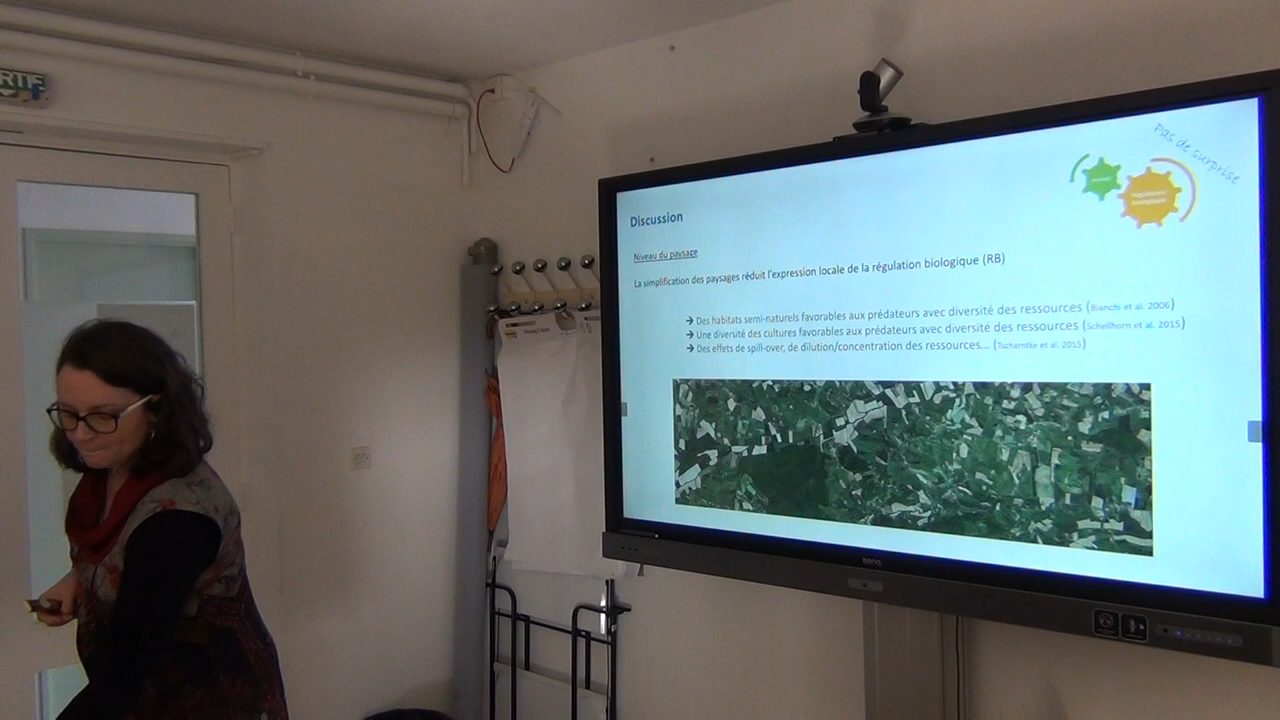 Pas de surprise
Discussion
Niveau du paysage
La simplification des paysages réduit l'expression locale de la régulation biologique (RB)
→ Des habitats semi-naturels favorables aux prédateurs avec diversité des ressources (Bianchi et al. 2006)
→ Une diversité des cultures favorables aux prédateurs avec diversité des ressources (Schellhorn et al. 2015)
→ Des effets de spill-over, de dilution/concentration des ressources... (Tscharntke et al. 2015)
BenQ